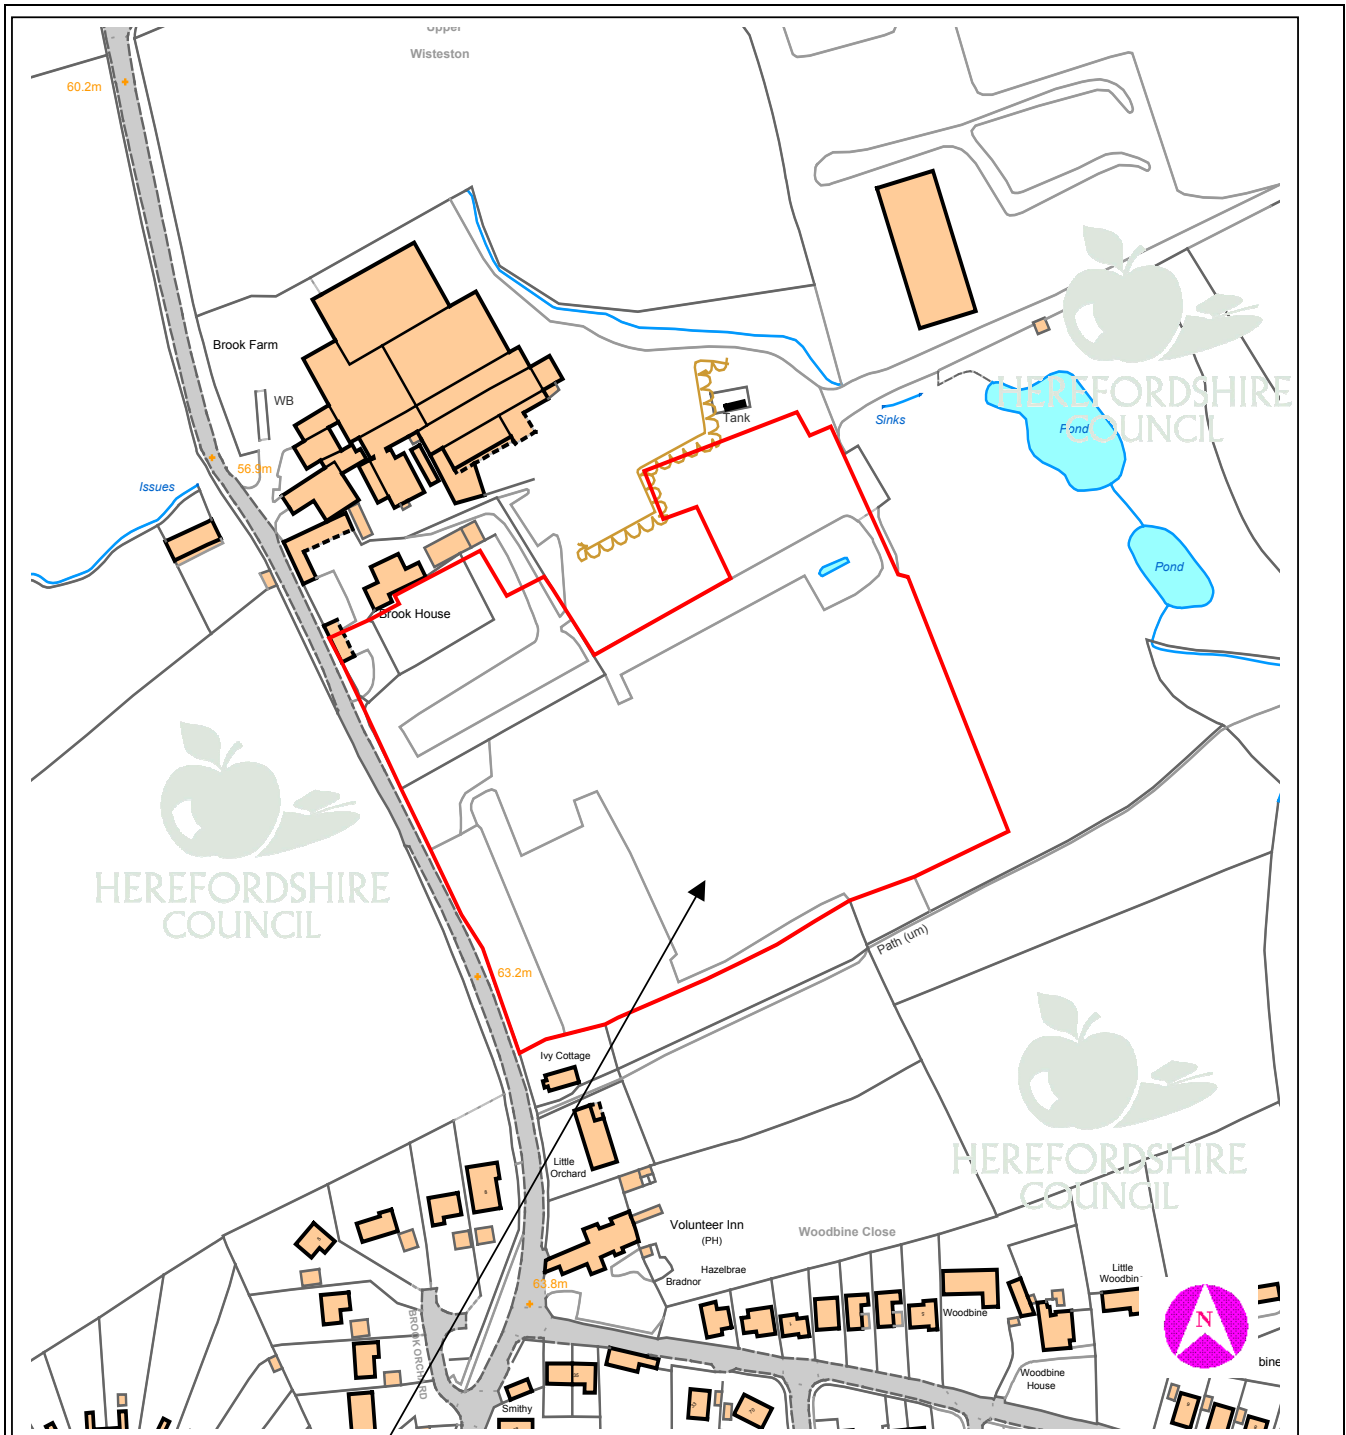 Upper
Wisteston
60.2m
Brook Farm
WB
Tank
Sinks
HEREFORDSHIRE
COUNCIL
Pond
56.9m
Issues
Pond
Brook House
HEREFORDSHIRE
COUNCIL
Path (um)
63.2m
Ivy Cottage
Little
Orchard
HEREFORDSHIRE
COUNCIL
Volunteer Inn
(PH)
Woodbine Close
Hazelbrae
Bradnor
63.8m
Little
Woodbin
Woodbine
BROOK ORCHARD
N
bine
Woodbine
House
Smithy